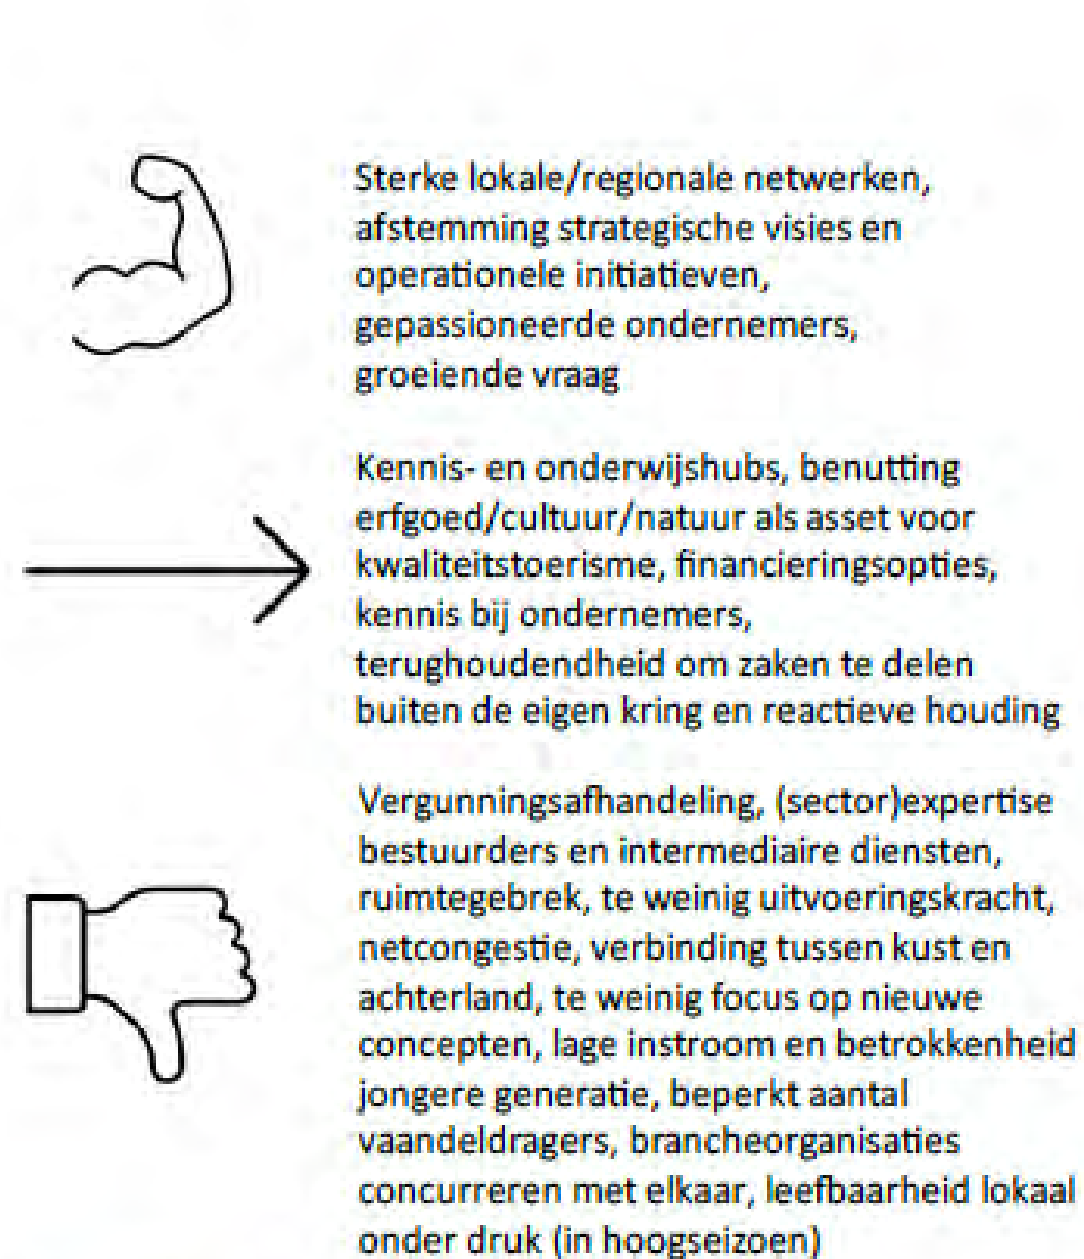 Sterke lokale/regionale netwerken,
afstemming strategische visies en
operationele initiatieven,
gepassioneerde ondernemers,
groeiende vraag
Kennis- en onderwijshubs, benutting
erfgoed/cultuur/natuur als asset voor
kwaliteitstoerisme, financieringsopties,
kennis bij ondernemers,
terughoudendheid om zaken te delen
buiten de eigen kring en reactieve houding
Vergunningsafhandeling, (sector)expertise
bestuurders en intermediaire diensten,
ruimtegebrek, te weinig uitvoeringskracht,
netcongestie, verbinding tussen kust en
achterland, te weinig focus op nieuwe
concepten, lage instroom en betrokkenheid
jongere generatie, beperkt aantal
vaandeldragers, brancheorganisaties
concurreren met elkaar, leefbaarheid lokaal
onder druk (in hoogseizoen)